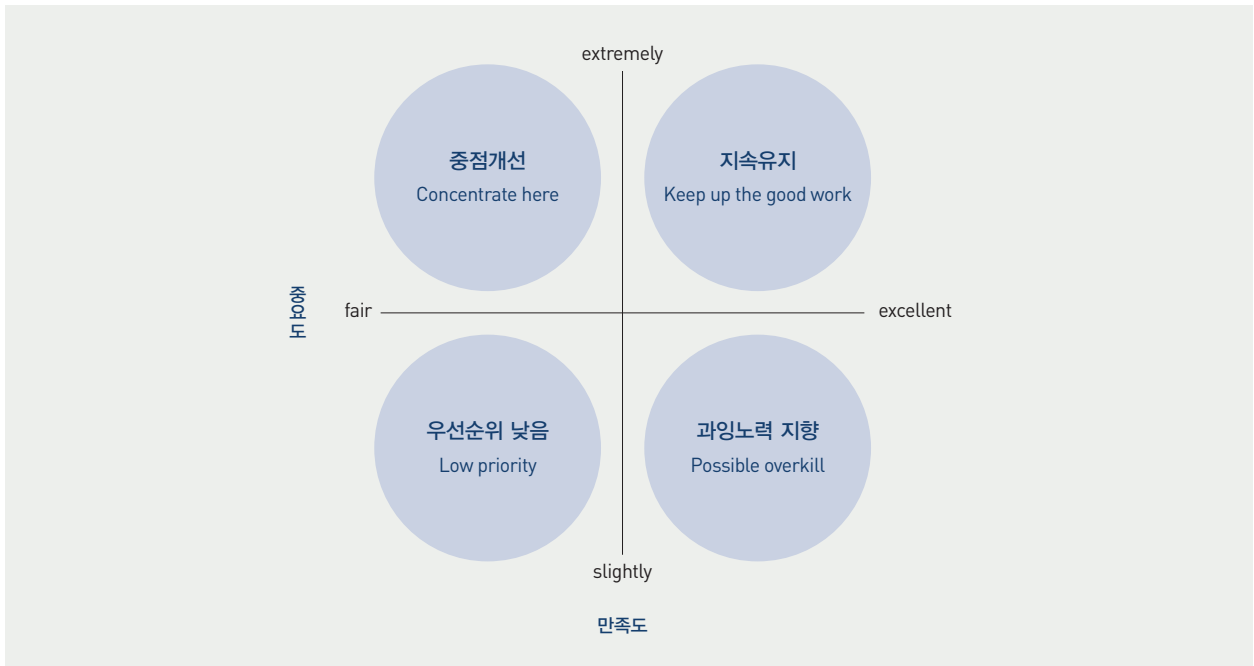 extremely
중점개선
Concentrate here
지속유지
Keep up the good work
중요도
fair
excellent
우선순위 낮음
Low priority
과잉노력 지향
Possible overkill
slightly
만족도